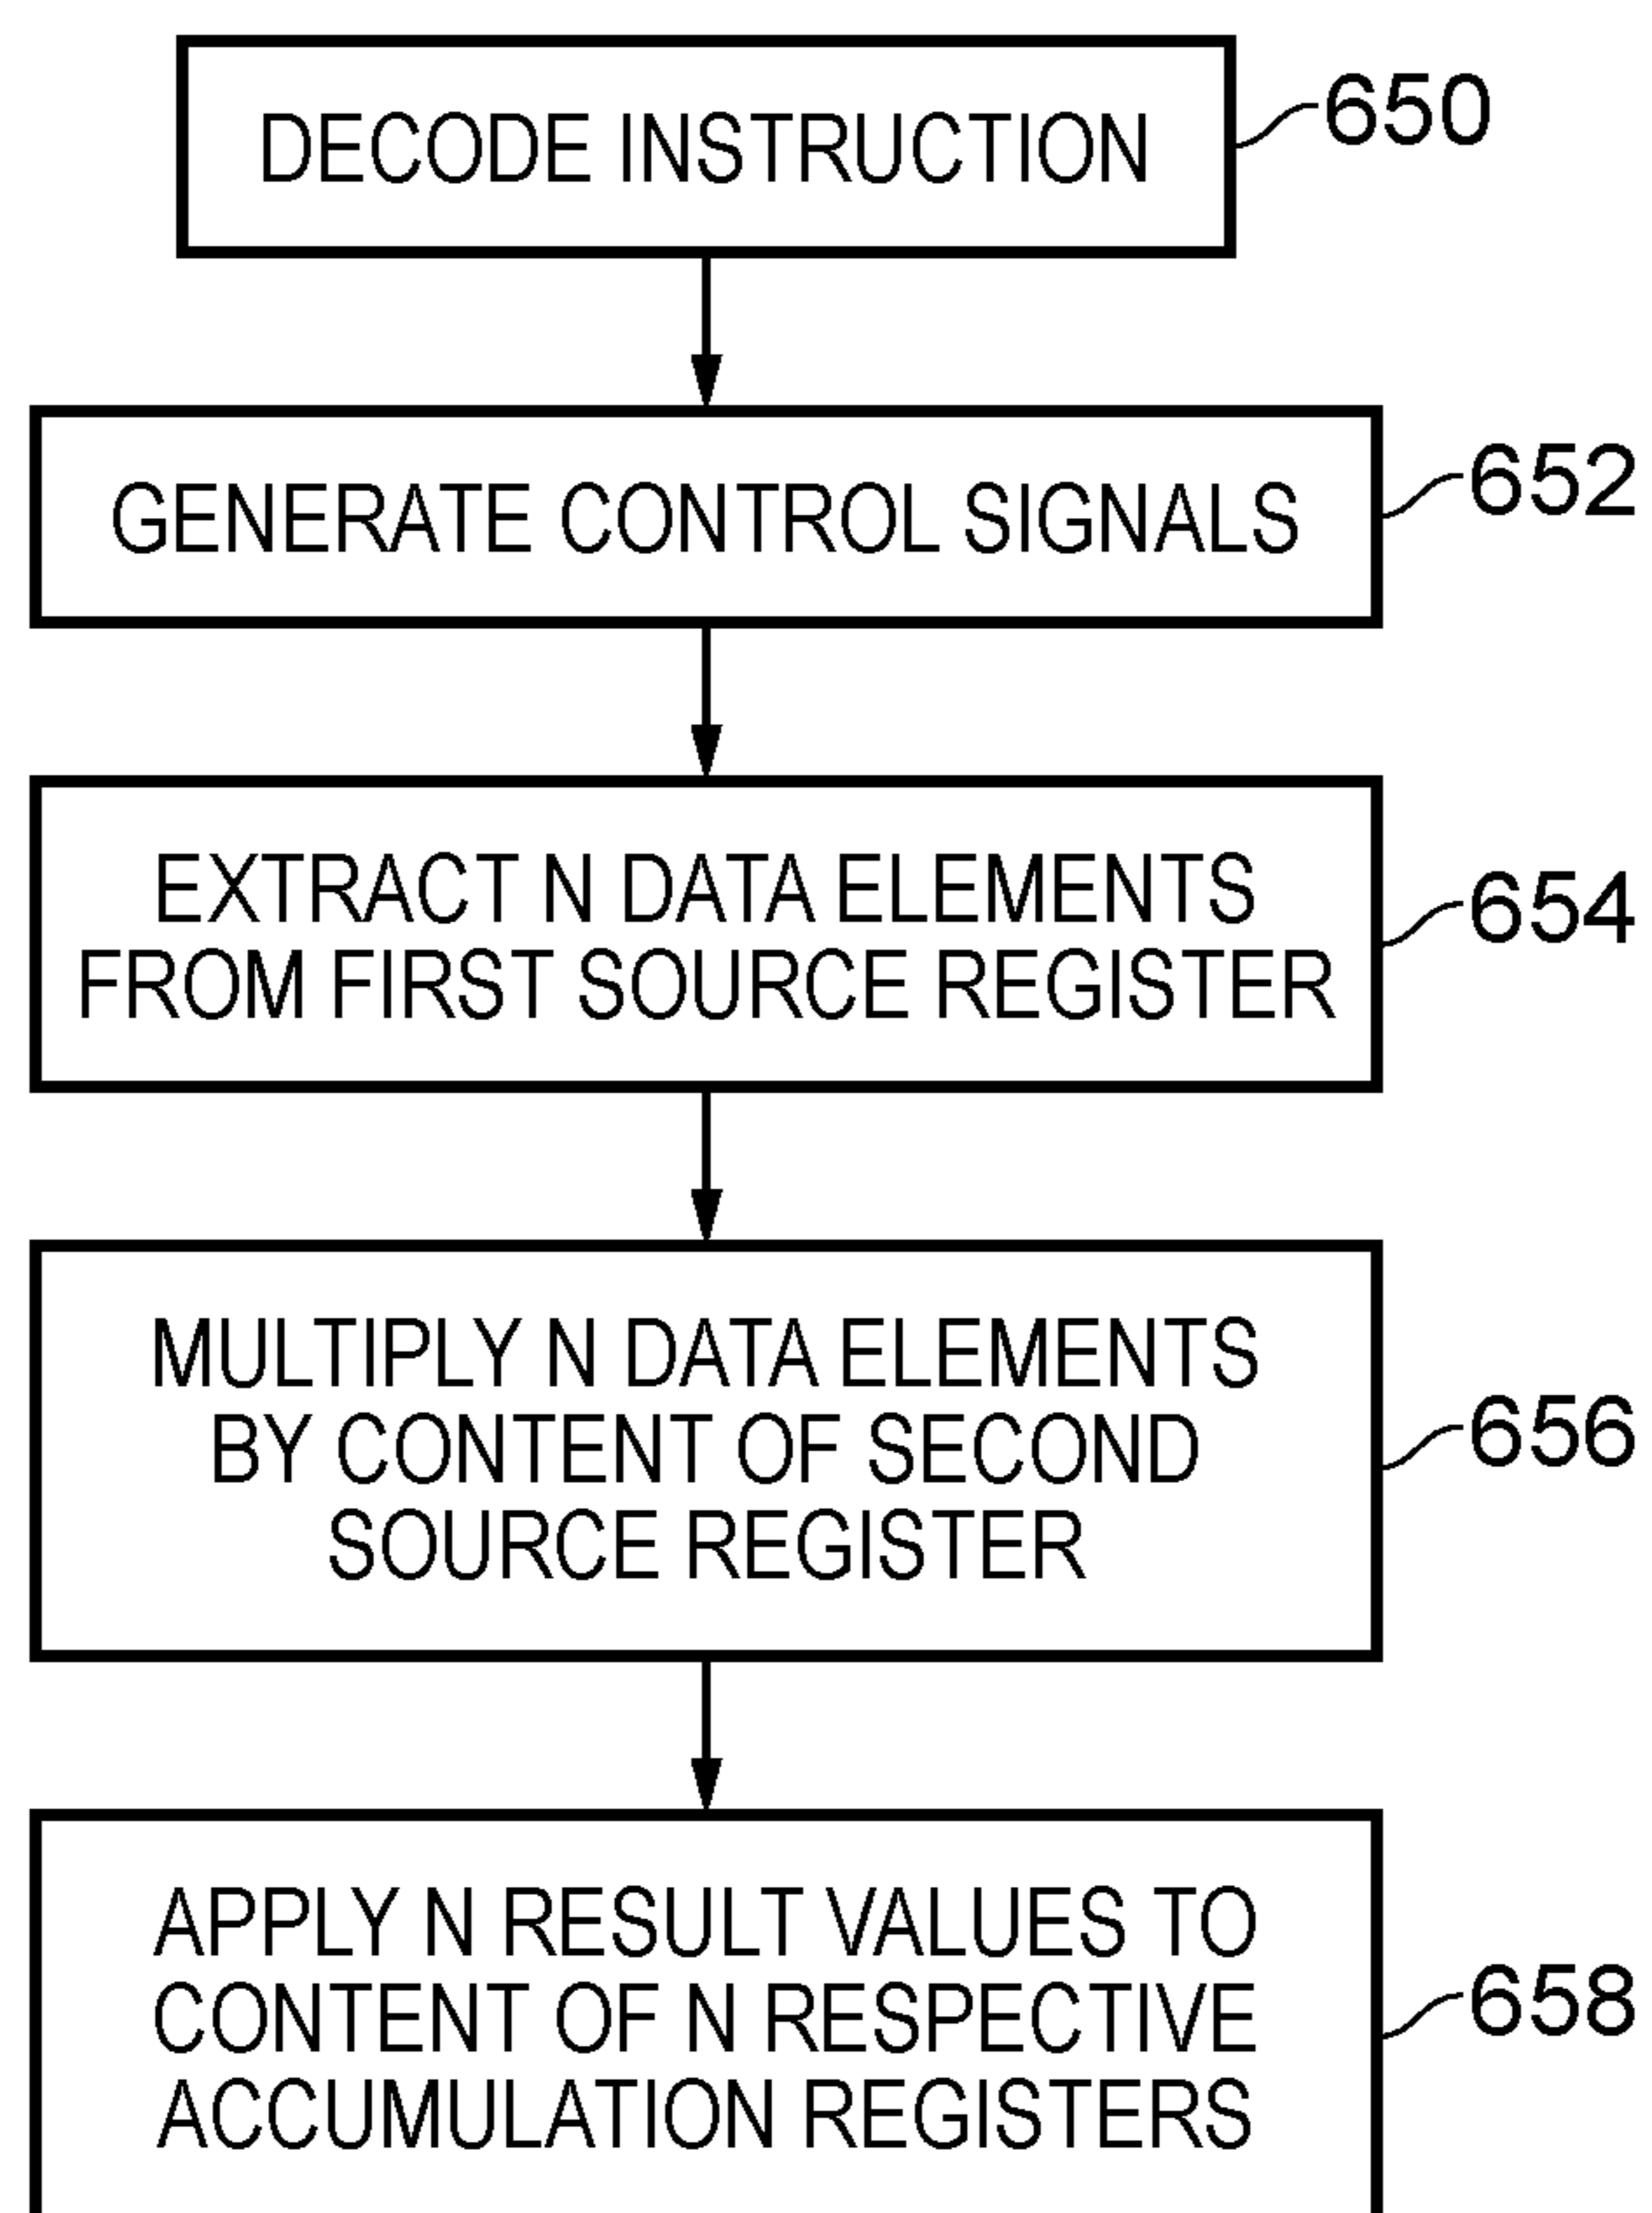 DECODE INSTRUCTION
650
GENERATE CONTROL SIGNALS
652
EXTRACT N DATA ELEMENTS
FROM FIRST SOURCE REGISTER
654
MULTIPLY N DATA ELEMENTS
BY CONTENT OF SECOND
SOURCE REGISTER
656
APPLY N RESULT VALUES TO
CONTENT OF N RESPECTIVE
ACCUMULATION REGISTERS
658